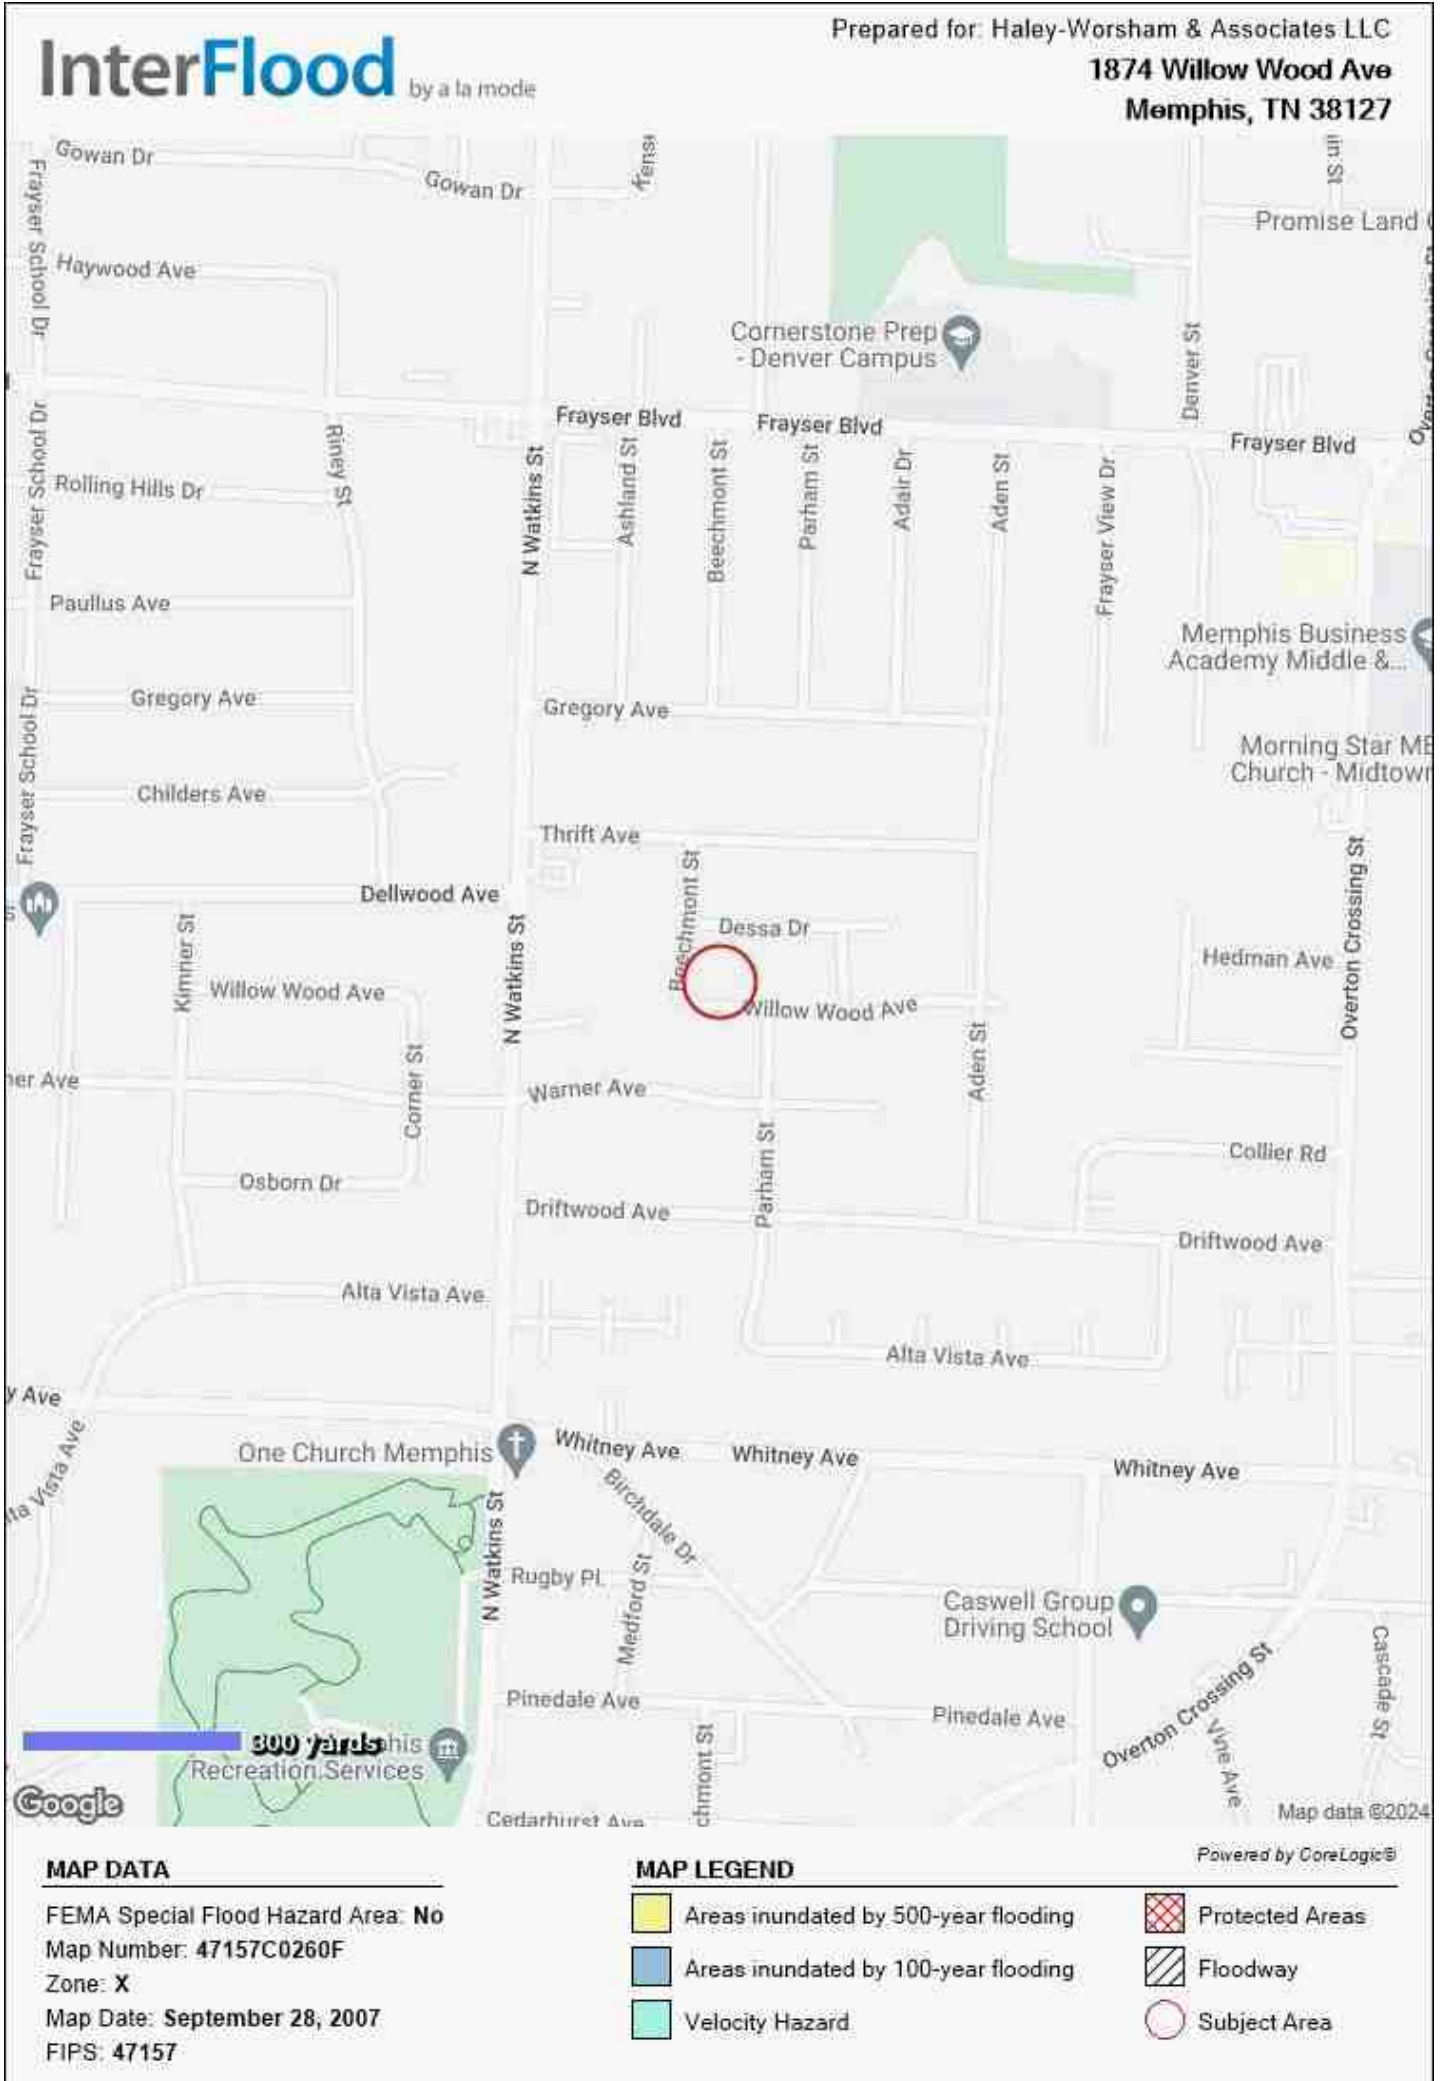 Prepared for: Haley-Worsham & Associates LLC
InterFlood by a la mode
1874 Willow Wood Ave
Memphis, TN 38127
Gowan Dr
Gowan Dr
Frayser School Dr
Haywood Ave
Promise Land
Cornerstone Prep
- Denver Campus
Denver St
Frayser Blvd
Frayser Blvd
Frayser Blvd
Frayser School Dr
Rolling Hills Dr
Riney St
N Watkins St
Ashland St
Beechmont St
Parham St
Adair Dr
Aden St
Frayser View Dr
Paullus Ave
Memphis Business
Academy Middle &...
Gregory Ave
Gregory Ave
Frayser School Dr
Morning Star MB
Church - Midtown
Childers Ave
Thrift Ave
Dellwood Ave
Beechmont St
Dessa Dr
Kimner St
Willow Wood Ave
N Watkins St
Willow Wood Ave
Hedman Ave
Overton Crossing St
Corner St
Aden St
ner Ave
Warner Ave
Osborn Dr
Parham St
Collier Rd
Driftwood Ave
Driftwood Ave
Alta Vista Ave
Alta Vista Ave
y Ave
lta Vista Ave
One Church Memphis
Whitney Ave
Whitney Ave
Whitney Ave
Birchdale Dr
N Watkins St
Rugby Pl
Medford St
Caswell Group
Driving School
Cascade St
Pinedale Ave
Pinedale Ave
Overton Crossing St
Vine Ave
chmont St
300 yards
phis
Recreation Services
Google
Cedarhurst Ave
Map data ©2024
Powered by CoreLogic®
MAP DATA
FEMA Special Flood Hazard Area: No
Map Number: 47157C0260F
Zone: X
Map Date: September 28, 2007
FIPS: 47157
MAP LEGEND
Areas inundated by 500-year flooding
Areas inundated by 100-year flooding
Velocity Hazard
Protected Areas
Floodway
Subject Area